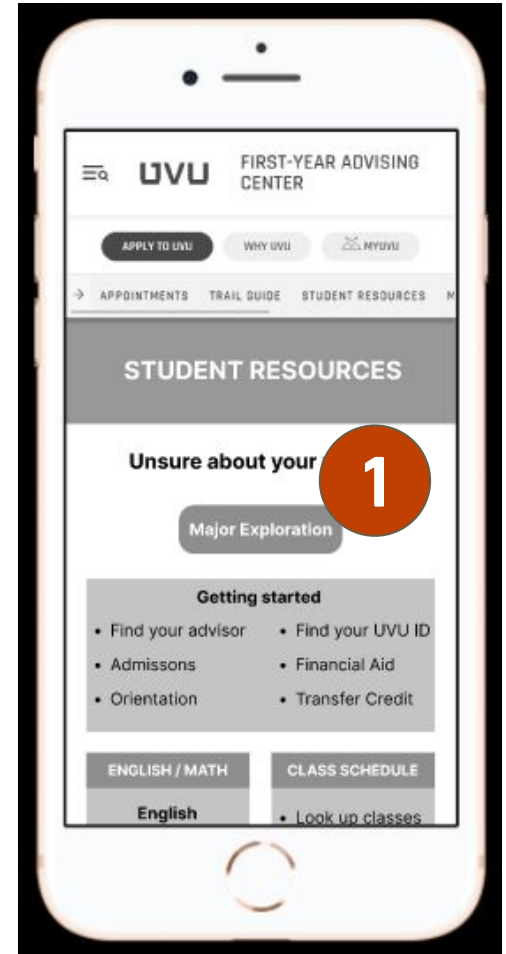 UVU
FIRST-YEAR ADVISING
CENTER
APPLY TO UVU
WHY UVU
MYUVU
→ APPOINTMENTS TRAIL GUIDE STUDENT RESOURCES M
STUDENT RESOURCES
Unsure about your
1
Major Exploration
Getting started
• Find your advisor
• Find your UVU ID
• Admissons
• Financial Aid
• Orientation
• Transfer Credit
ENGLISH / MATH
CLASS SCHEDULE
English
• Look up classes